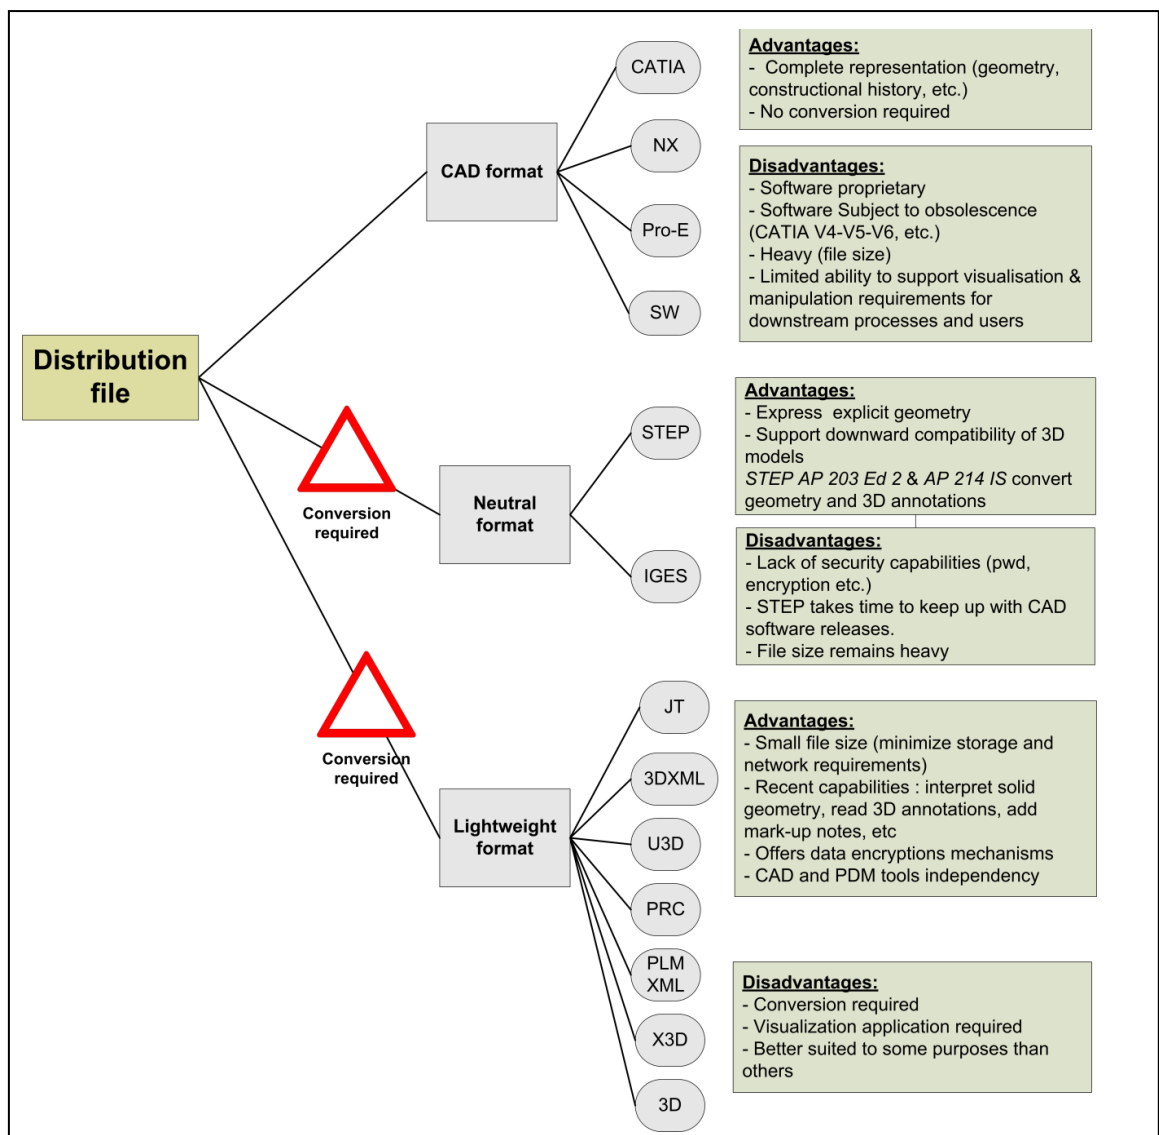 Distribution
file
CAD format
CATIA
NX
Pro-E
SW
Advantages:
- Complete representation (geometry,
constructional history, etc.)
- No conversion required
Disadvantages:
- Software proprietary
- Software Subject to obsolescence
(CATIA V4-V5-V6, etc.)
- Heavy (file size)
- Limited ability to support visualisation &
manipulation requirements for
downstream processes and users
Conversion
required
Neutral
format
STEP
IGES
Advantages:
- Express explicit geometry
- Support downward compatibility of 3D
models
STEP AP 203 Ed 2 & AP 214 IS convert
geometry and 3D annotations
Disadvantages:
- Lack of security capabilities (pwd,
encryption etc.)
- STEP takes time to keep up with CAD
software releases.
- File size remains heavy
Conversion
required
Lightweight
format
JT
3DXML
U3D
PRC
PLM
XML
X3D
3D
Advantages:
- Small file size (minimize storage and
network requirements)
- Recent capabilities : interpret solid
geometry, read 3D annotations, add
mark-up notes, etc
- Offers data encryptions mechanisms
- CAD and PDM tools independency
Disadvantages:
- Conversion required
- Visualization application required
- Better suited to some purposes than
others